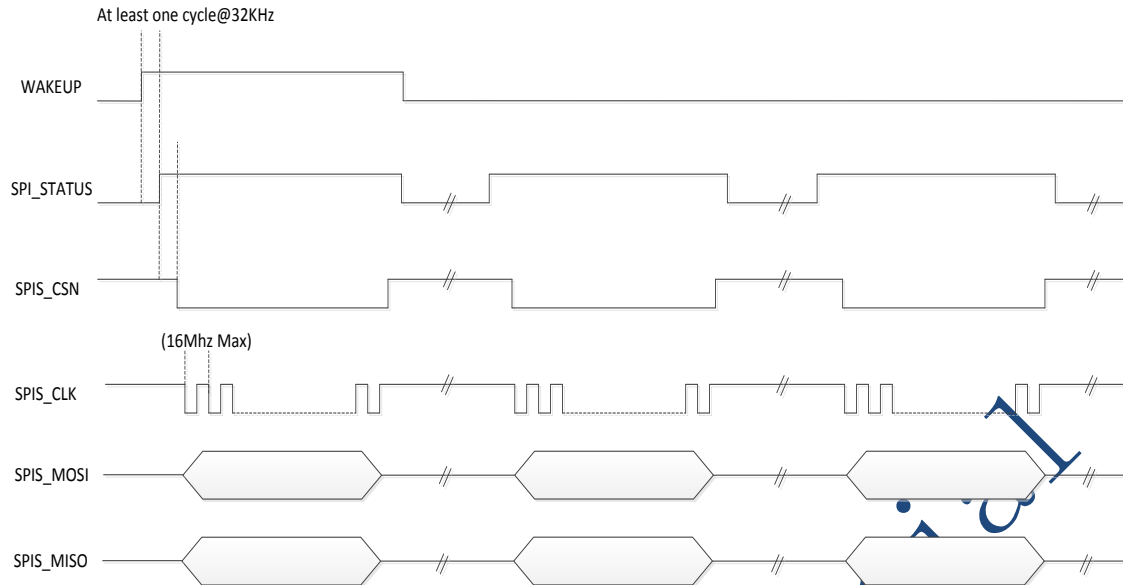 At least one cycle@32KHz
WAKEUP
SPI_STATUS
SPIS_CSN
(16Mhz Max)
SPIS_CLK
SPIS_MOSI
SPIS_MISO